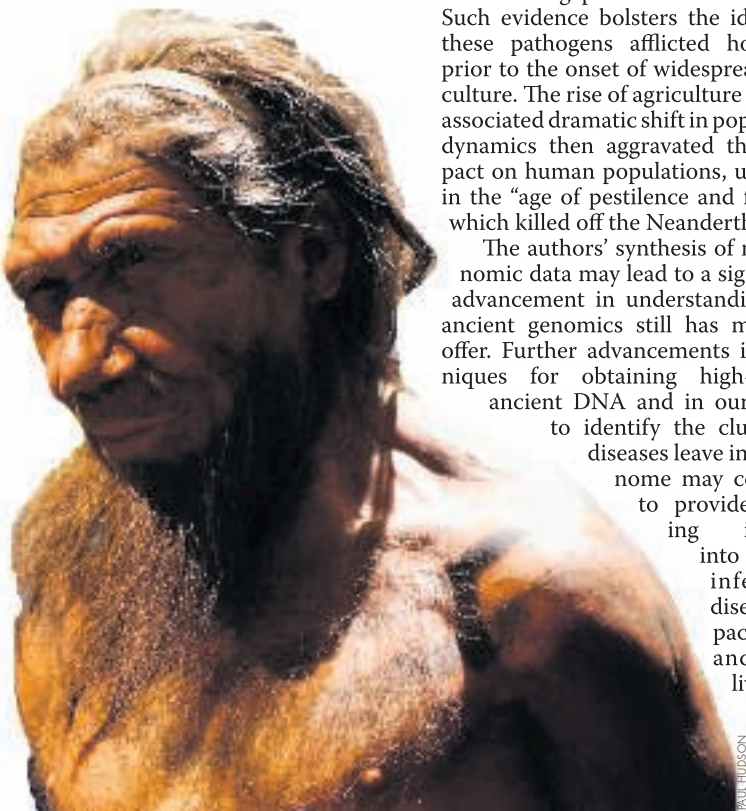 Such evidence bolsters the id
these pathogens afflicted ho
prior to the onset of widesprea
culture. The rise of agriculture
associated dramatic shift in pop
dynamics then aggravated th
pact on human populations, u
in the “age of pestilence and
which killed off the Neanderth
The authors’ synthesis of
nomic data may lead to a sig
advancement in understandi
ancient genomics still has m
offer. Further advancements i
niques for obtaining high-
ancient DNA and in our
to identify the clu
diseases leave in
nome may co
to provide
ing
into
infe
dise
pac
and
liv
PAUL HUDSON